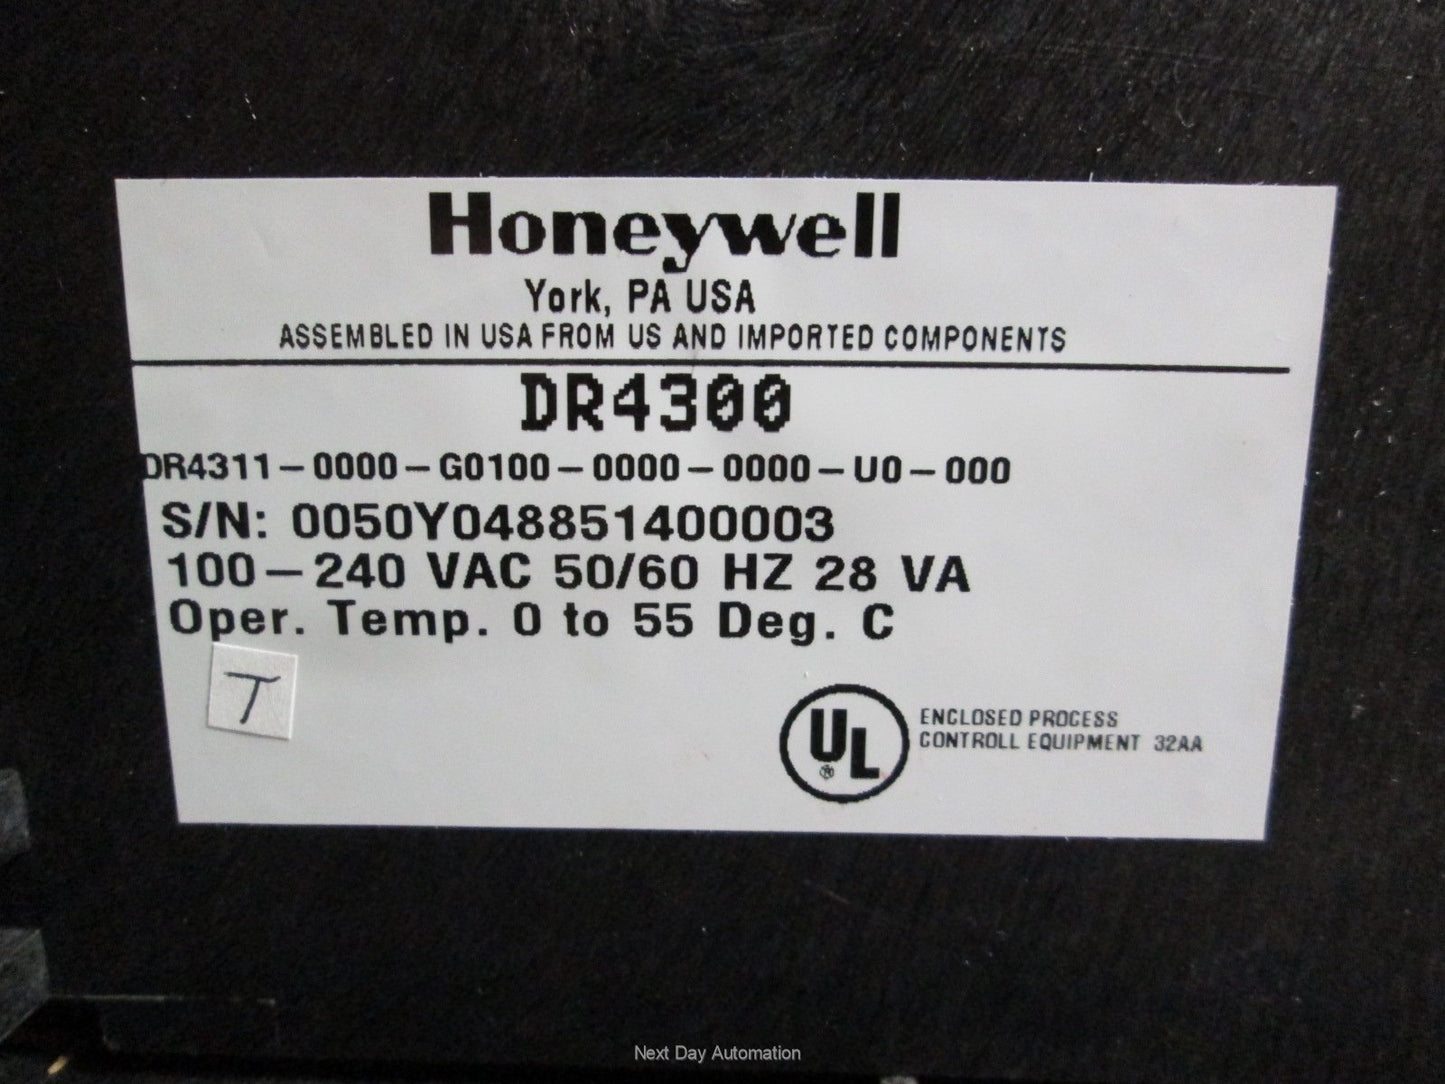 Honeywell
York, PA USA
ASSEMBLED IN USA FROM US AND IMPORTED COMPONENTS
DR4300
DR4311-0000-G0100-0000-0000-U0-000
S/N: 0050Y048851400003
100-240 VAC 50/60 HZ 28 VA
Oper. Temp. 0 to 55 Deg. C
T
UL
®
ENCLOSED PROCESS
CONTROLL EQUIPMENT 32AA
Next Day Automation